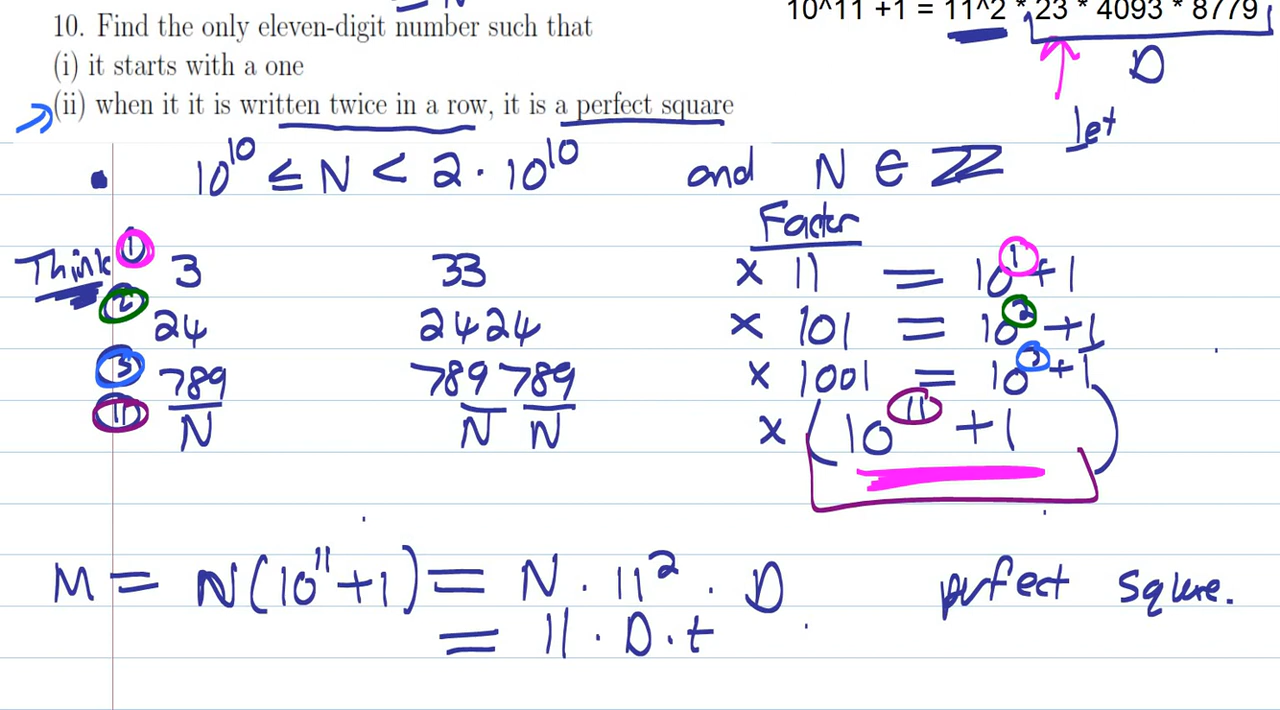 10^11 +1 = 11^2 * 23 * 4093 * 8779
10. Find the only eleven-digit number such that
(i) it starts with a one
D
(ii) when it it is written twice in a row, it is a perfect square
let
10^10 ≤ N < 2 · 10^10 and N ∈ ℤ
Factor
Think ① 3 33 x 11 = 10^1+1
② 24 2424 x 101 = 10^2+1
③ 789 789 789 x 1001 = 10^3+1
⑪ N N N x (10^11 + 1)
M = N(10^11+1) = N · 11^2 · D perfect square.
= 11 · D · t